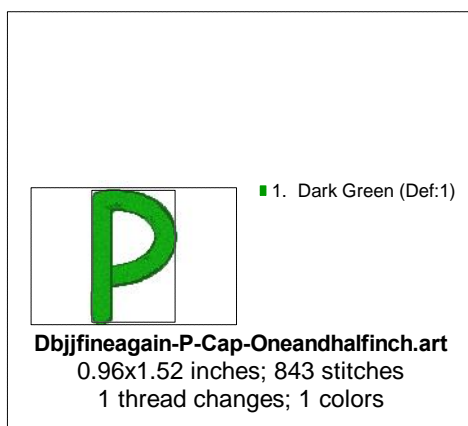 1. Dark Green (Def:1)
P
Dbjjfineagain-P-Cap-Oneandhalfinch.art
0.96x1.52 inches; 843 stitches
1 thread changes; 1 colors